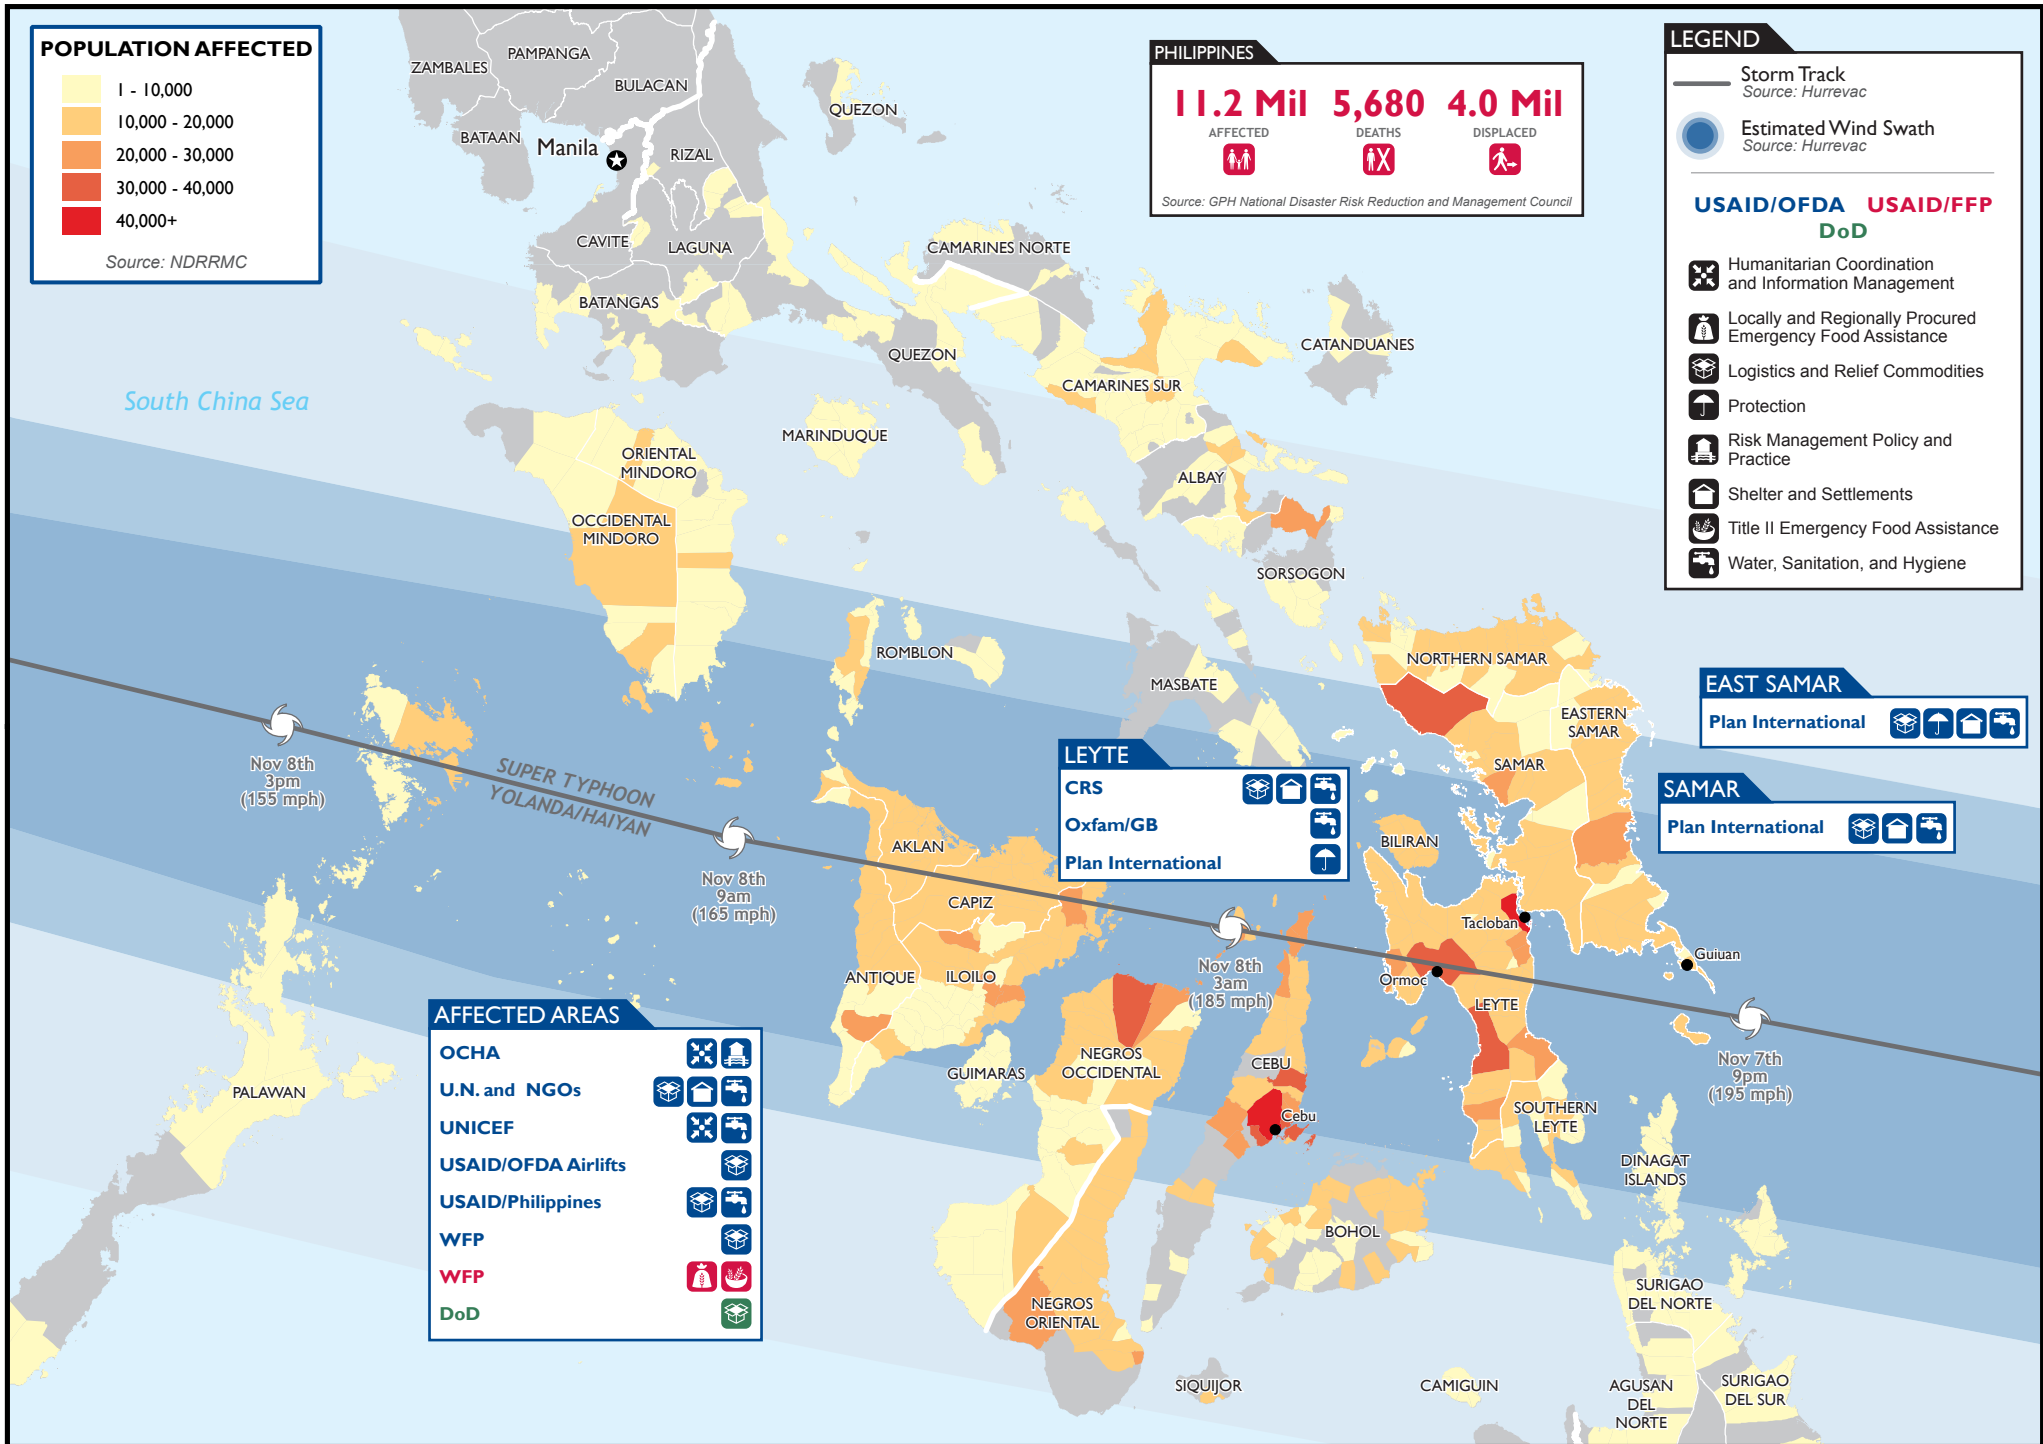 POPULATION AFFECTED
1 - 10,000
10,000 - 20,000
20,000 - 30,000
30,000 - 40,000
40,000+
Source: NDRRMC
ZAMBALES
PAMPANGA
BULACAN
BATAAN
Manila
RIZAL
QUEZON
CAVITE
LAGUNA
BATANGAS
CAMARINES NORTE
QUEZON
CATANDUANES
CAMARINES SUR
PHILIPPINES
11.2 Mil 5,680 4.0 Mil
AFFECTED DEATHS DISPLACED
Source: GPH National Disaster Risk Reduction and Management Council
LEGEND
Storm Track
Source: Hurrevac
Estimated Wind Swath
Source: Hurrevac
USAID/OFDA USAID/FFP
DoD
Humanitarian Coordination
and Information Management
Locally and Regionally Procured
Emergency Food Assistance
Logistics and Relief Commodities
Protection
Risk Management Policy and
Practice
Shelter and Settlements
Title II Emergency Food Assistance
Water, Sanitation, and Hygiene
South China Sea
MARINDUQUE
ORIENTAL
MINDORO
OCCIDENTAL
MINDORO
ALBAY
SORSOGON
ROMBLON
MASBATE
NORTHERN SAMAR
EASTERN
SAMAR
SAMAR
EAST SAMAR
Plan International
SAMAR
Plan International
LEYTE
CRS
Oxfam/GB
Plan International
Nov 8th
3pm
(155 mph)
SUPER TYPHOON
YOLANDA/HAIYAN
Nov 8th
9am
(165 mph)
AKLAN
CAPIZ
ANTIQUE
ILOILO
BILIRAN
Tacloban
Guiuan
Ormoc
LEYTE
Nov 8th
3am
(185 mph)
Nov 7th
9pm
(195 mph)
AFFECTED AREAS
OCHA
U.N. and NGOs
UNICEF
USAID/OFDA Airlifts
USAID/Philippines
WFP
WFP
DoD
PALAWAN
GUIMARAS
NEGROS
OCCIDENTAL
CEBU
Cebu
SOUTHERN
LEYTE
DINAGAT
ISLANDS
BOHOL
NEGROS
ORIENTAL
SURIGAO
DEL NORTE
SIQUIJOR
CAMIGUIN
AGUSAN
DEL
NORTE
SURIGAO
DEL SUR